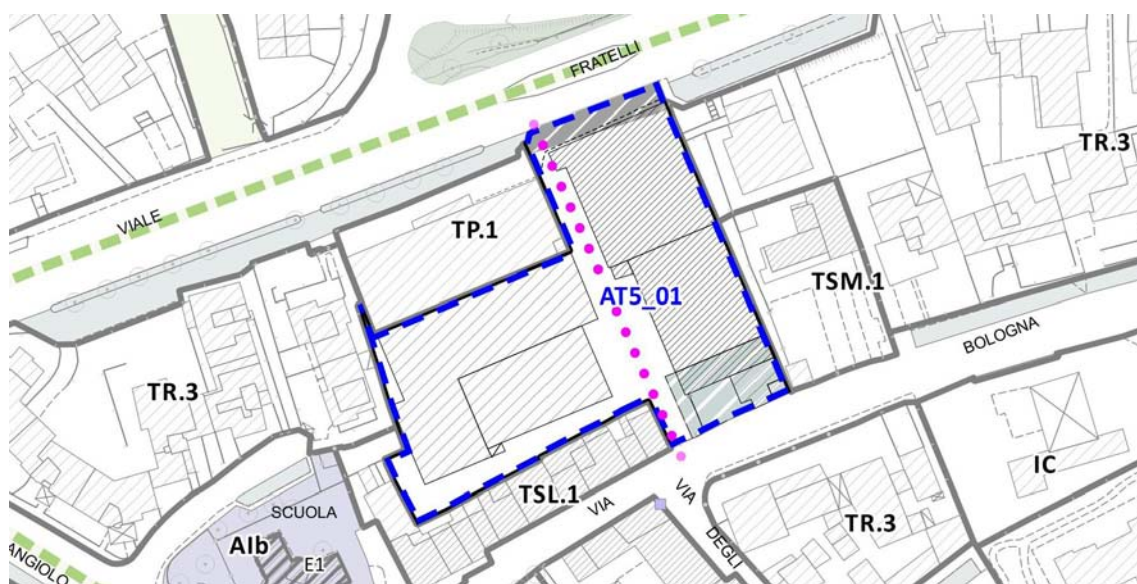 FRATELLI
VIALE
TR.3
TP.1
TSM.1
AT5_01
BOLOGNA
TR.3
IC
TSL.1
VIA
VIA
SCUOLA
TR.3
DEGLI
AIb
E1
ANGIOLO